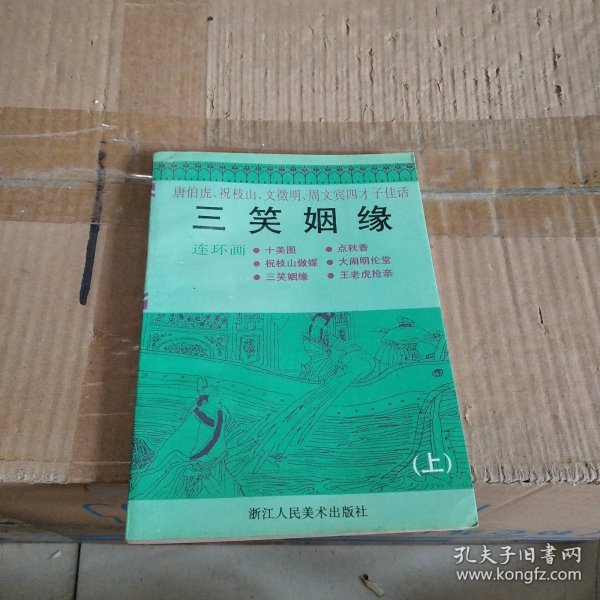 唐伯虎、祝枝山、文徵明、周文宾四才子佳话
三笑姻缘
连环画
●十美图 ●点秋香
●祝枝山做媒 ●大闹明伦堂
●三笑姻缘 ●王老虎抢亲
(上)
浙江人民美术出版社
孔夫子旧书网
www.kongfz.com